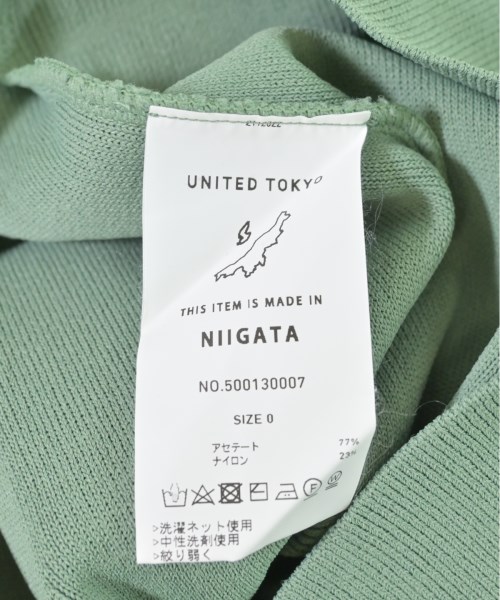 UNITED TOKYO
THIS ITEM IS MADE IN
NIIGATA
NO.500130007
SIZE 0
アセテート 77%
ナイロン 23%
>洗濯ネット使用
>中性洗剤使用
>絞り弱く